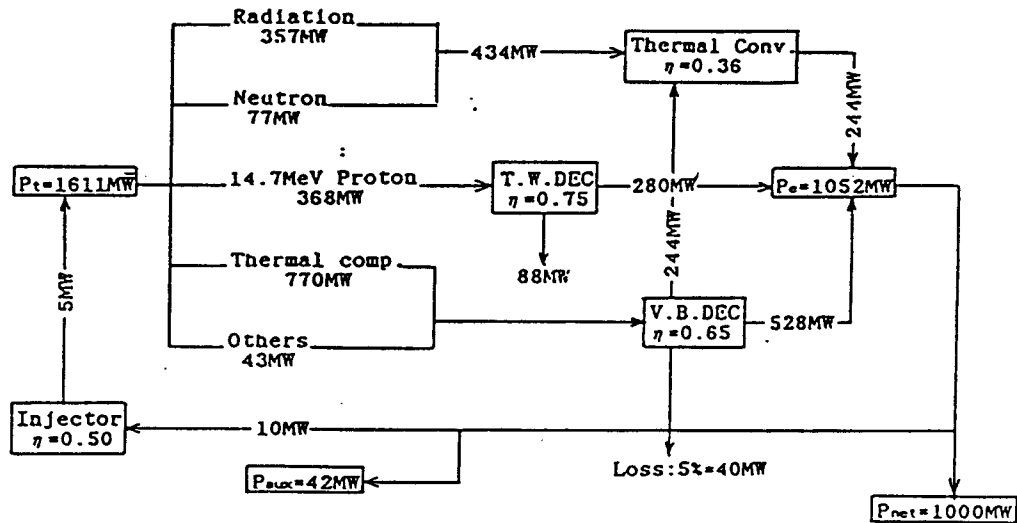 Radiation
357MW
434MW
Thermal Conv
η=0.36
Neutron
77MW
244MW
Pt=1611MW
14.7MeV Proton
368MW
T.W.DEC
η=0.75
280MW
Pe=1052MW
88MW
244MW
Thermal comp
770MW
5MW
V.B.DEC
η=0.65
528MW
Others
43MW
Injector
η=0.50
10MW
Loss:5%=40MW
Paux=42MW
Pnet=1000MW